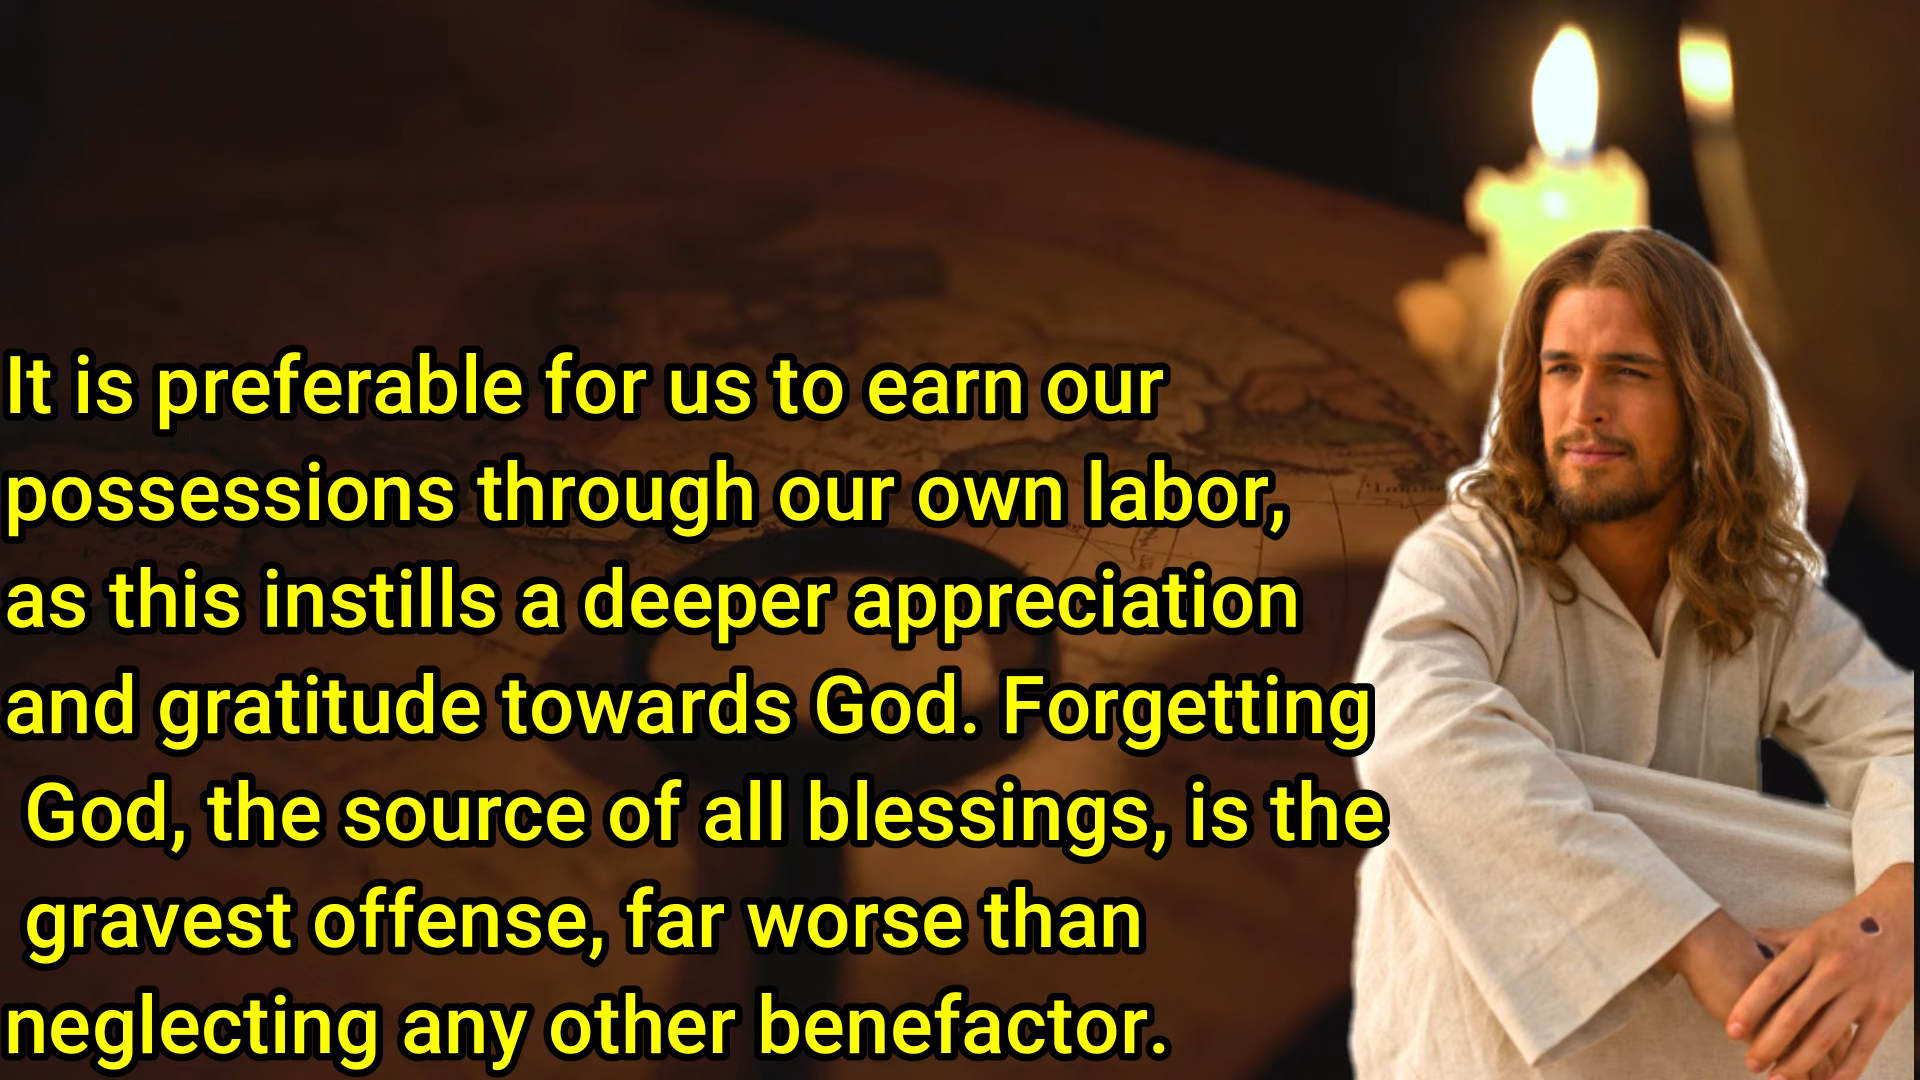 It is preferable for us to earn our
possessions through our own labor,
as this instills a deeper appreciation
and gratitude towards God. Forgetting
God, the source of all blessings, is the
gravest offense, far worse than
neglecting any other benefactor.